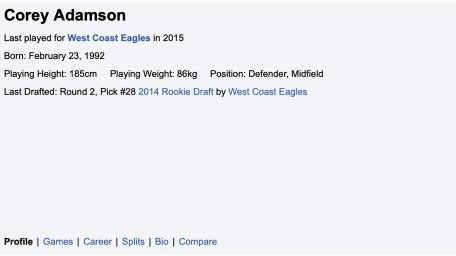 Corey Adamson
Last played for West Coast Eagles in 2015
Born: February 23, 1992
Playing Height: 185cm Playing Weight: 86kg Position: Defender, Midfield
Last Drafted: Round 2, Pick #28 2014 Rookie Draft by West Coast Eagles
Profile | Games | Career | Splits | Bio | Compare